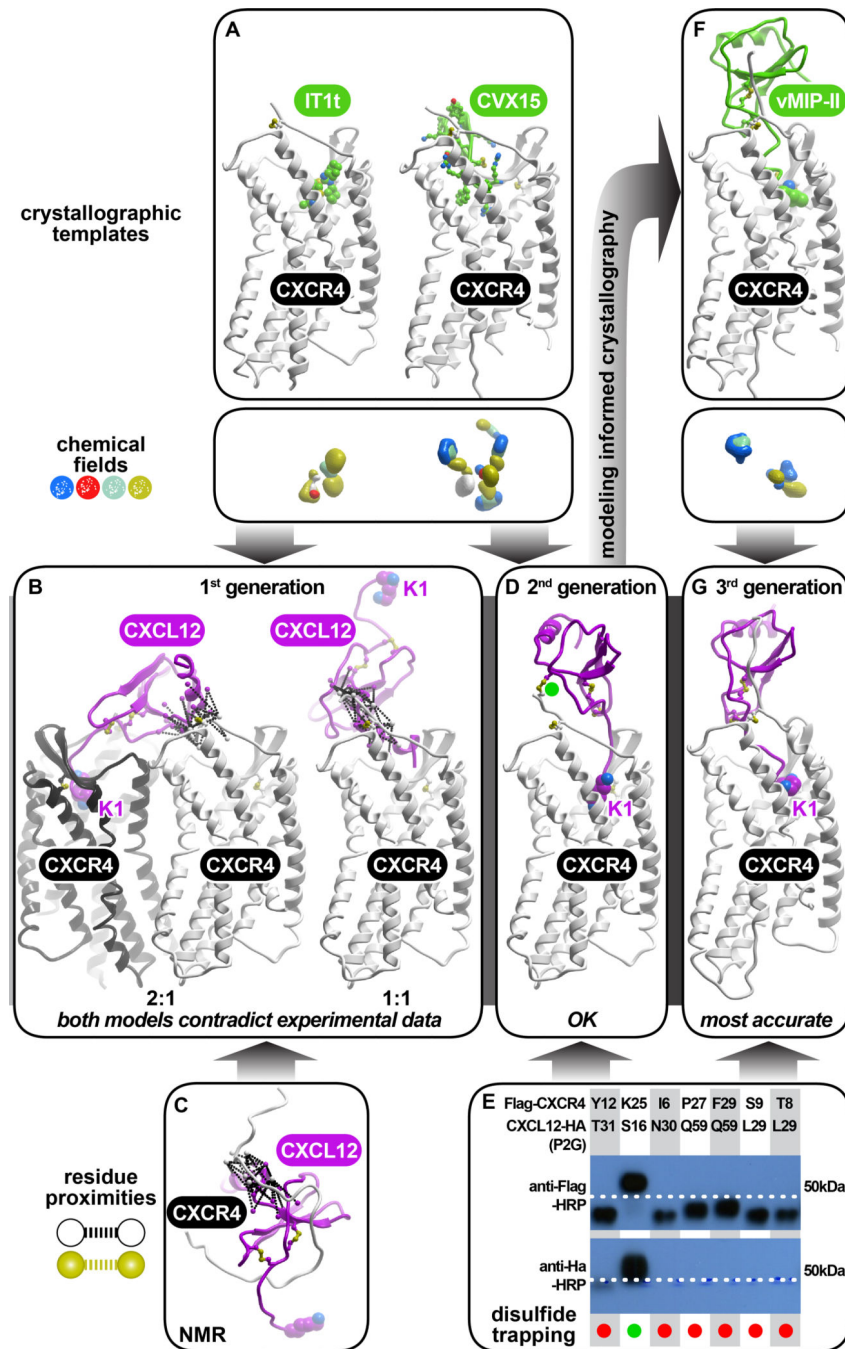 A
IT1t
CVX15
CXCR4
CXCR4
F
vMIP-II
CXCR4
crystallographic
templates
chemical
fields
modeling informed crystallography
B
1st generation
CXCL12
K1
CXCR4
CXCR4
2:1
CXCL12
K1
1:1
both models contradict experimental data
D 2nd generation
K1
CXCR4
OK
G 3rd generation
K1
CXCR4
most accurate
residue
proximities
C
CXCL12
CXCR4
NMR
E
Flag-CXCR4 Y12 K25 I6 P27 F29 S9 T8
CXCL12-HA T31 S16 N30 Q59 Q59 L29 L29
(P2G)
anti-Flag
-HRP
50kDa
anti-Ha
-HRP
50kDa
disulfide
trapping